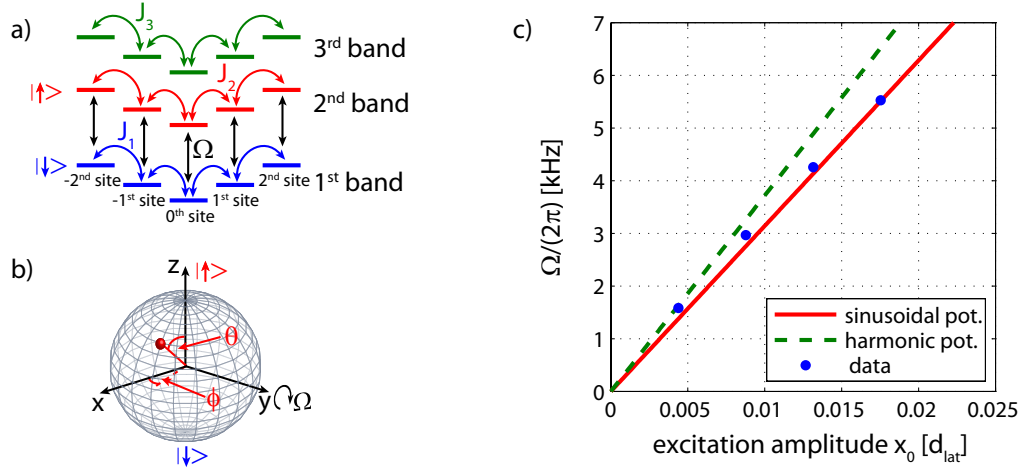 a)
J₃
3ʳᵈ band
|↑>
J₂
2ⁿᵈ band
J₁
Ω
|↓>
1ˢᵗ band
-2ⁿᵈ site
2ⁿᵈ site
-1ˢᵗ site
1ˢᵗ site
0ᵗʰ site
b)
z
|↑>
θ
ϕ
x
y
Ω
|↓>
c)
7
6
5
4
3
2
1
0
Ω/(2π) [kHz]
sinusoidal pot.
harmonic pot.
data
0 0.005 0.01 0.015 0.02 0.025
excitation amplitude x₀ [d_lat]